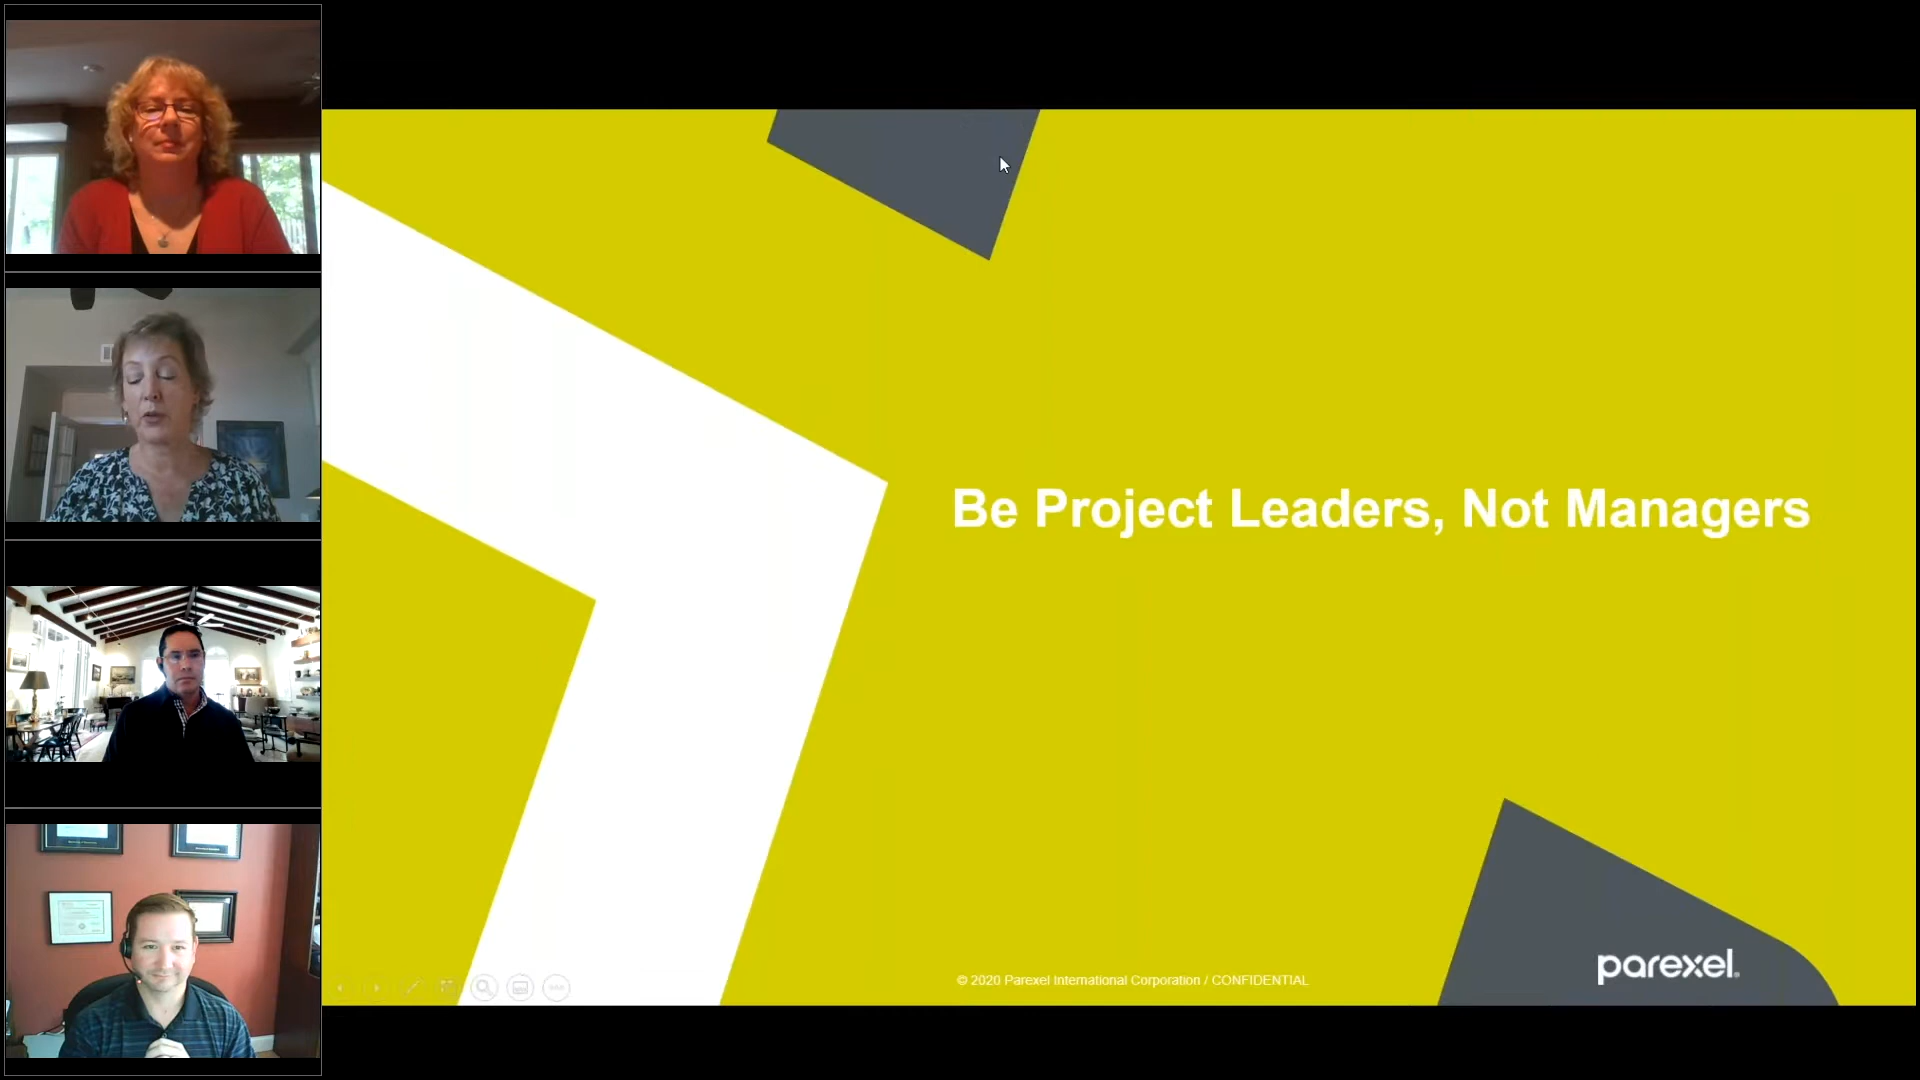 Be Project Leaders, Not Managers
© 2020 Parexel International Corporation / CONFIDENTIAL
parexel.